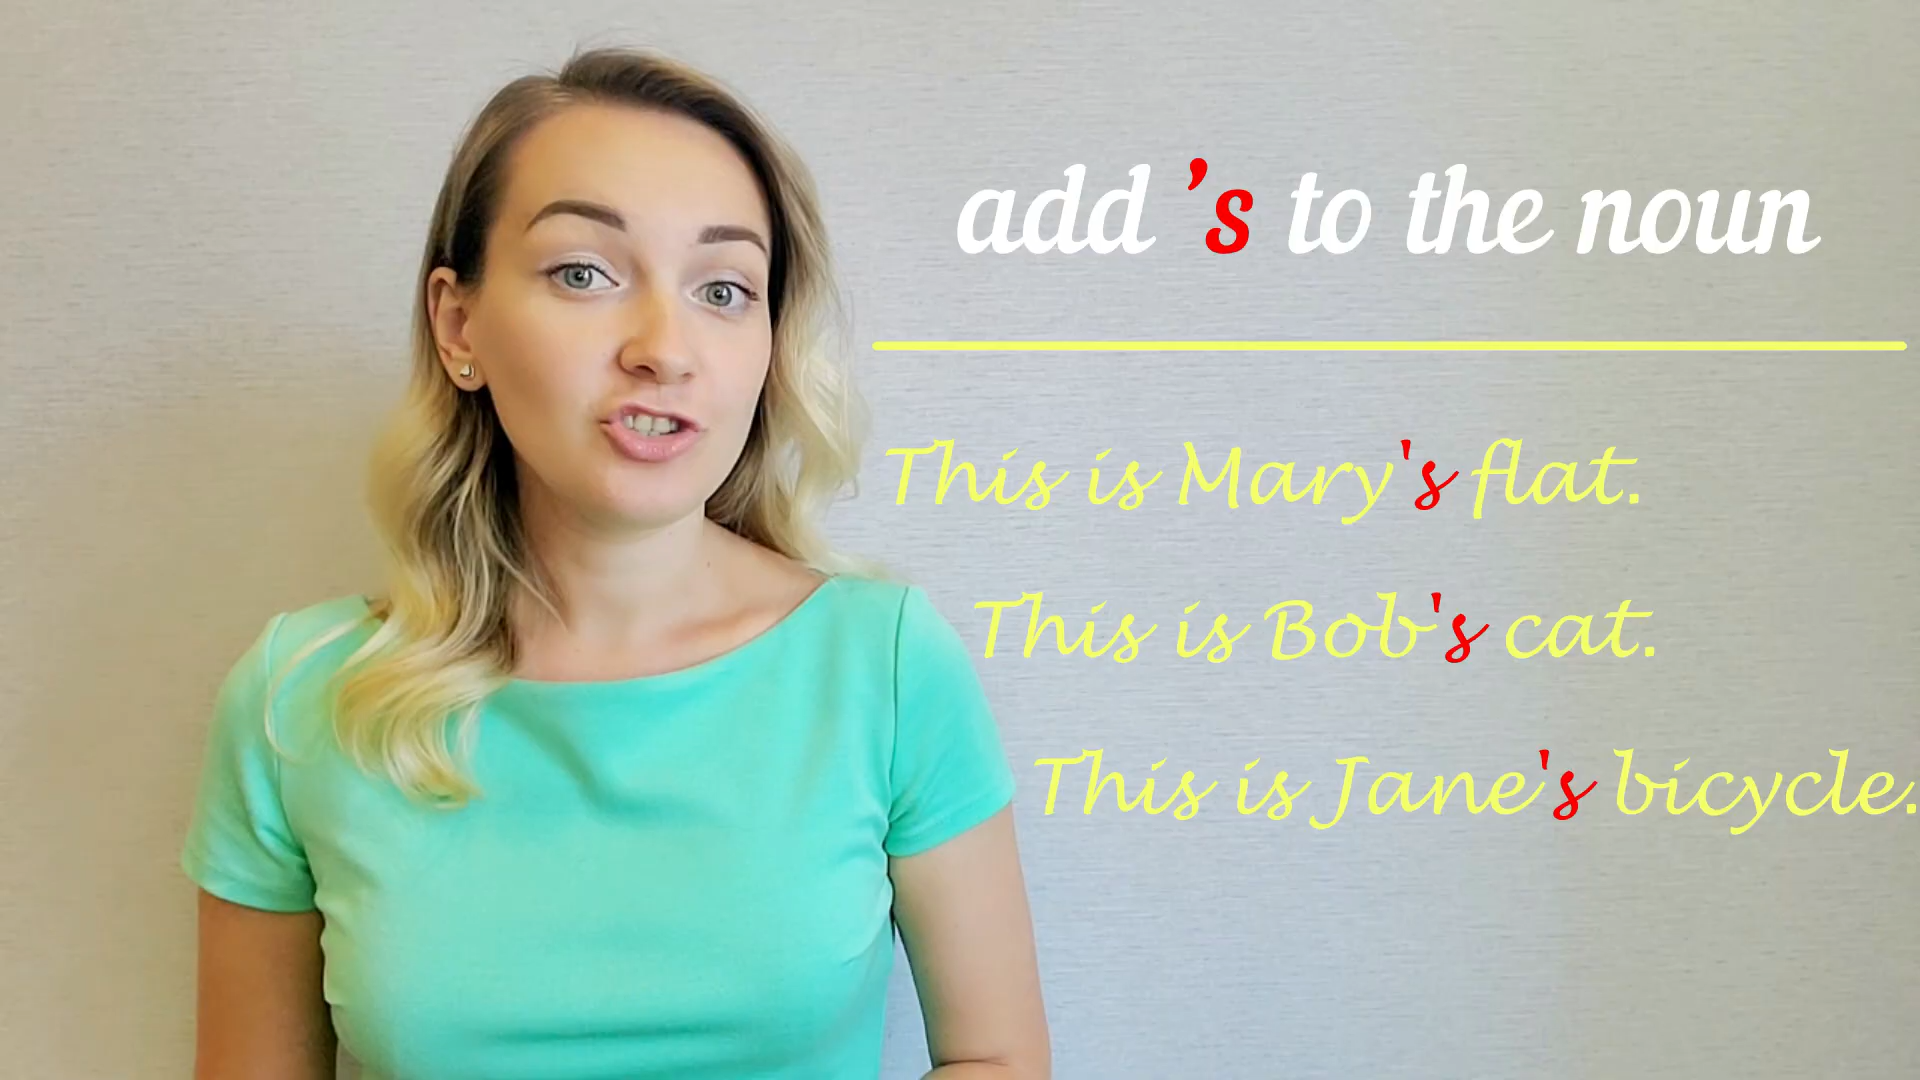 add ’s to the noun
This is Mary's flat.
This is Bob's cat.
This is Jane's bicycle.